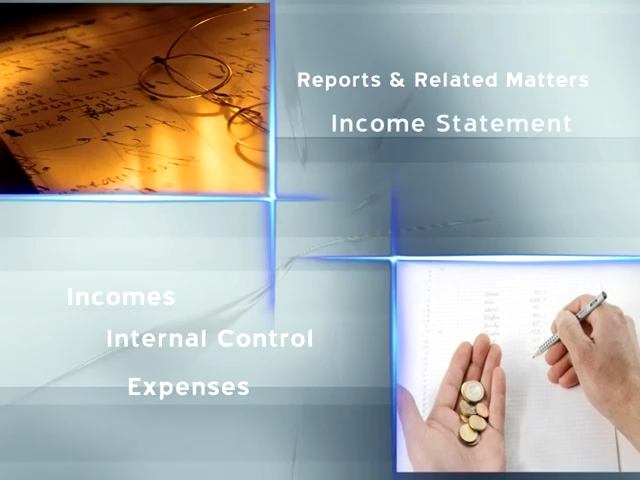 Reports & Related Matters
Income Statement
Incomes
Internal Control
Expenses